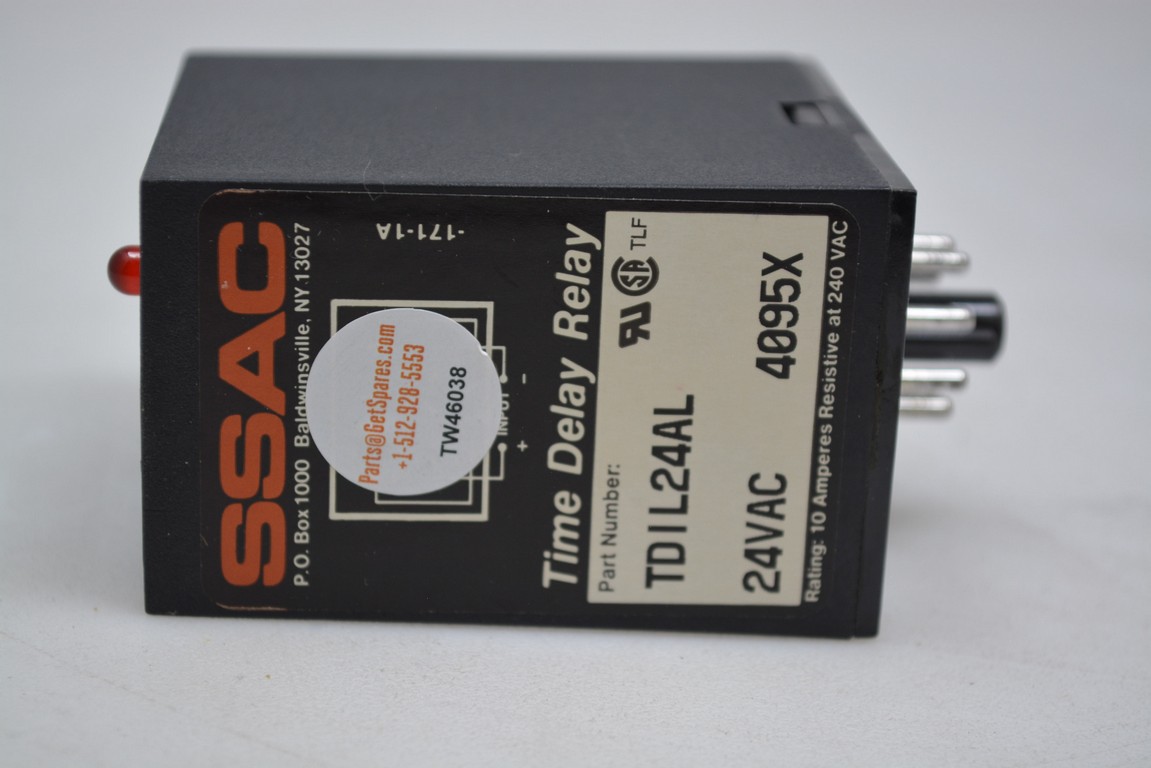 SSAC
P.O. Box 1000 Baldwinsville, NY.13027
-171-1A
Parts@GetSpares.com
+1-512-928-5553
TW46038
INPUT
+ −
Time Delay Relay
Part Number:
TLF
TDIL24AL
24VAC 4095X
Rating: 10 Amperes Resistive at 240 VAC